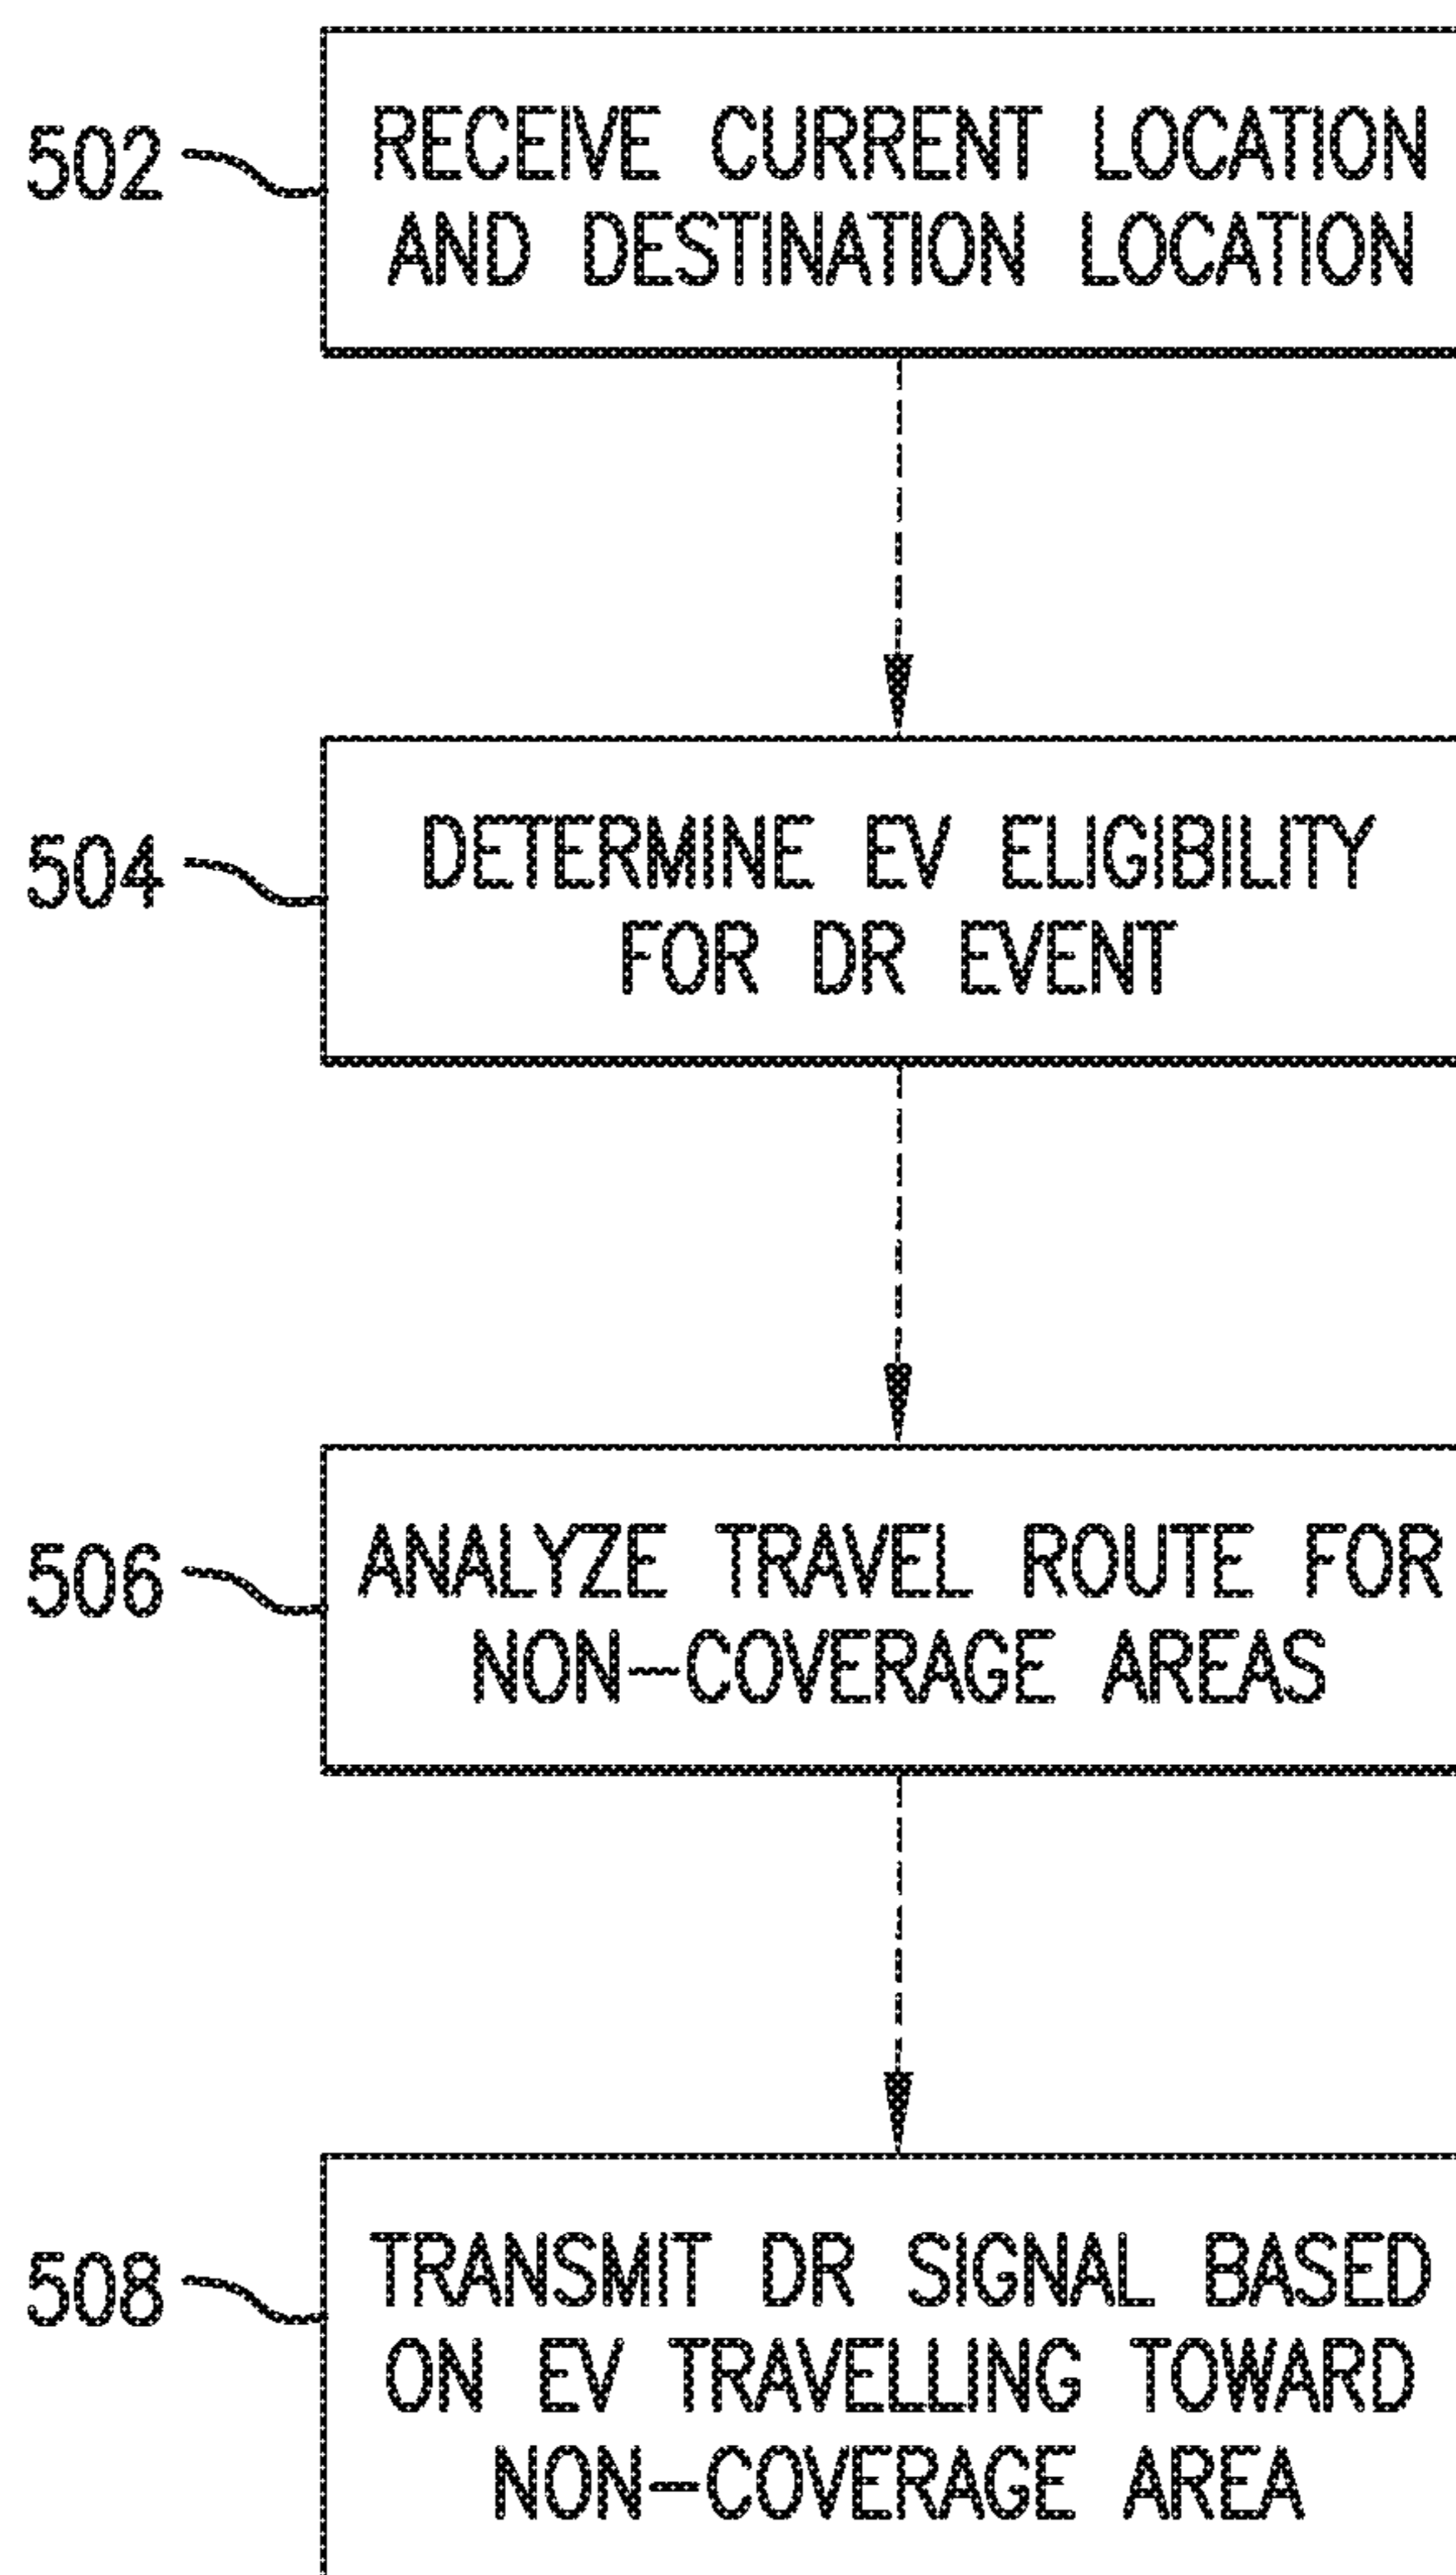 502
RECEIVE CURRENT LOCATION
AND DESTINATION LOCATION
504
DETERMINE EV ELIGIBILITY
FOR DR EVENT
506
ANALYZE TRAVEL ROUTE FOR
NON-COVERAGE AREAS
508
TRANSMIT DR SIGNAL BASED
ON EV TRAVELLING TOWARD
NON-COVERAGE AREA